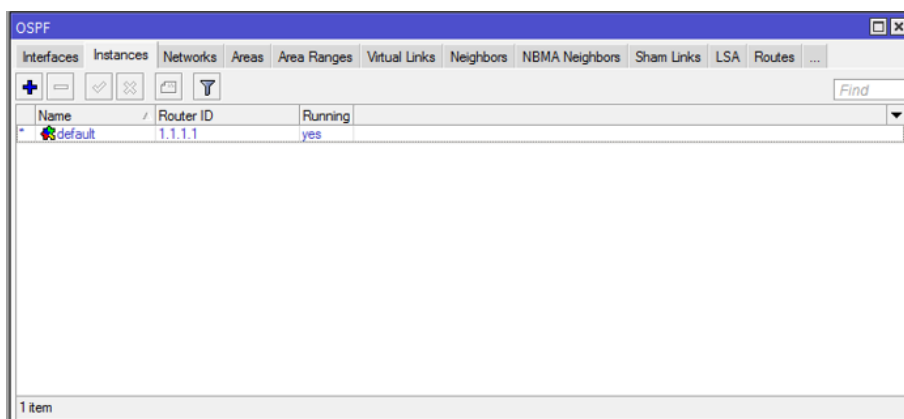 OSPF
Interfaces Instances Networks Areas Area Ranges Virtual Links Neighbors NBMA Neighbors Sham Links LSA Routes ...
Find
Name / Router ID Running
* default 1.1.1.1 yes
1 item